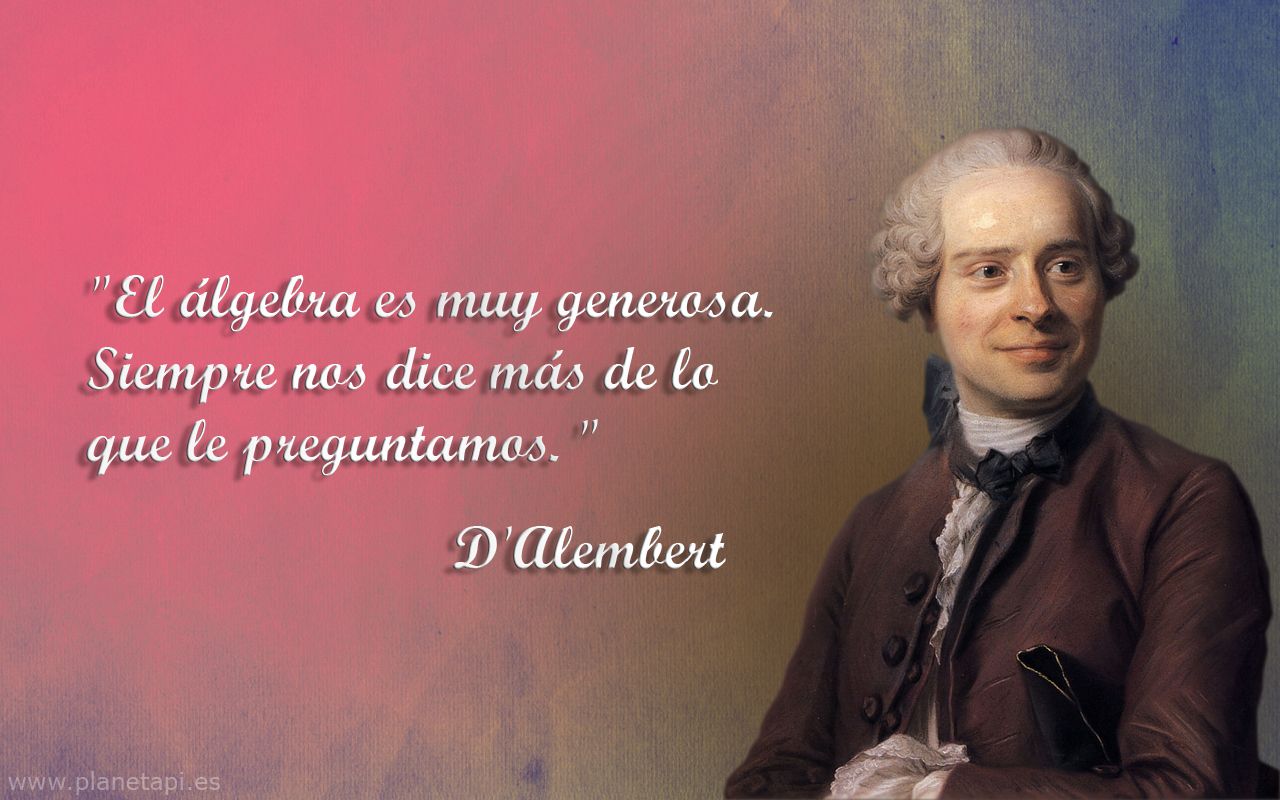 "El álgebra es muy generosa.
Siempre nos dice más de lo
que le preguntamos."
D'Alembert
www.planetapi.es